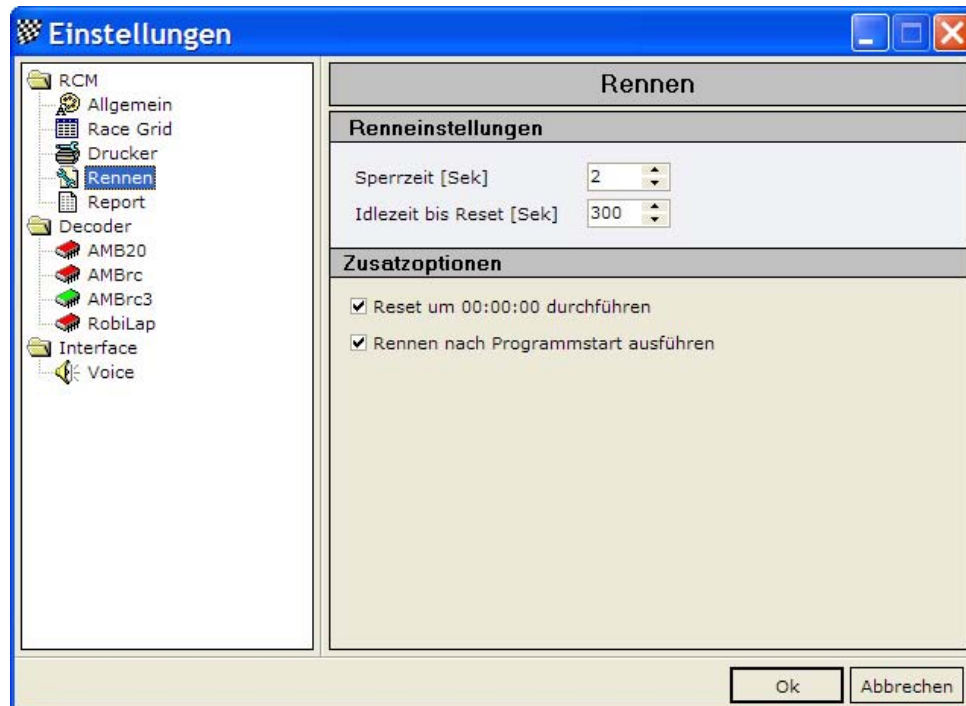 Einstellungen
RCM
Allgemein
Race Grid
Drucker
Rennen
Report
Decoder
AMB20
AMBrc
AMBrc3
RobiLap
Interface
Voice
Rennen
Renneinstellungen
Sperrzeit [Sek] 2
Idlezeit bis Reset [Sek] 300
Zusatzoptionen
Reset um 00:00:00 durchführen
Rennen nach Programmstart ausführen
Ok Abbrechen